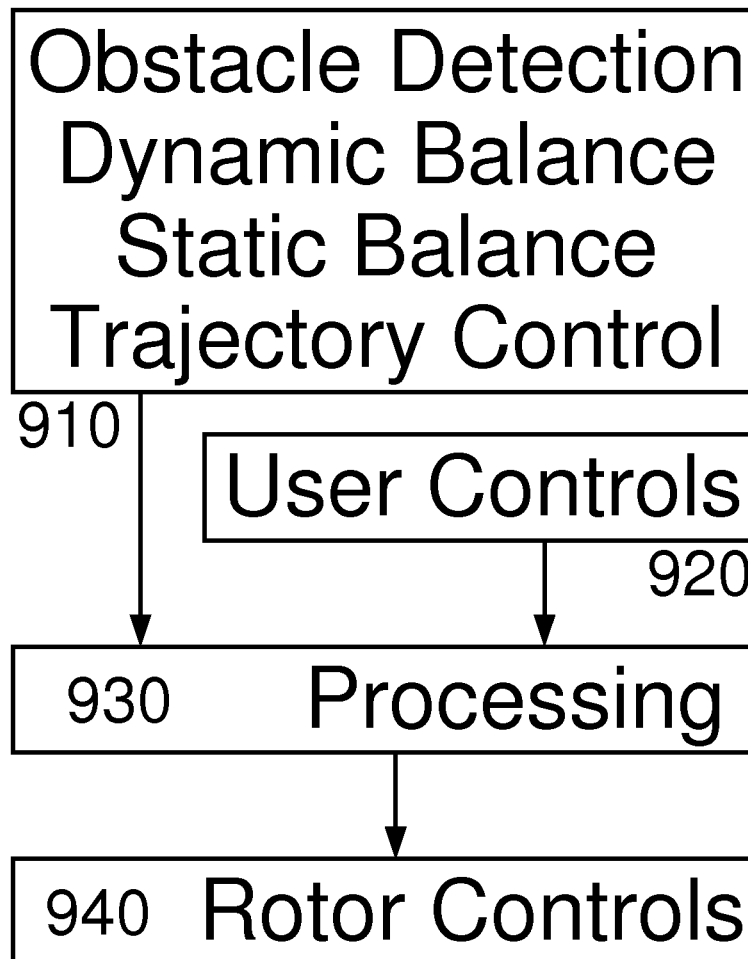 Obstacle Detection
Dynamic Balance
Static Balance
Trajectory Control
910
User Controls
920
930 Processing
940 Rotor Controls